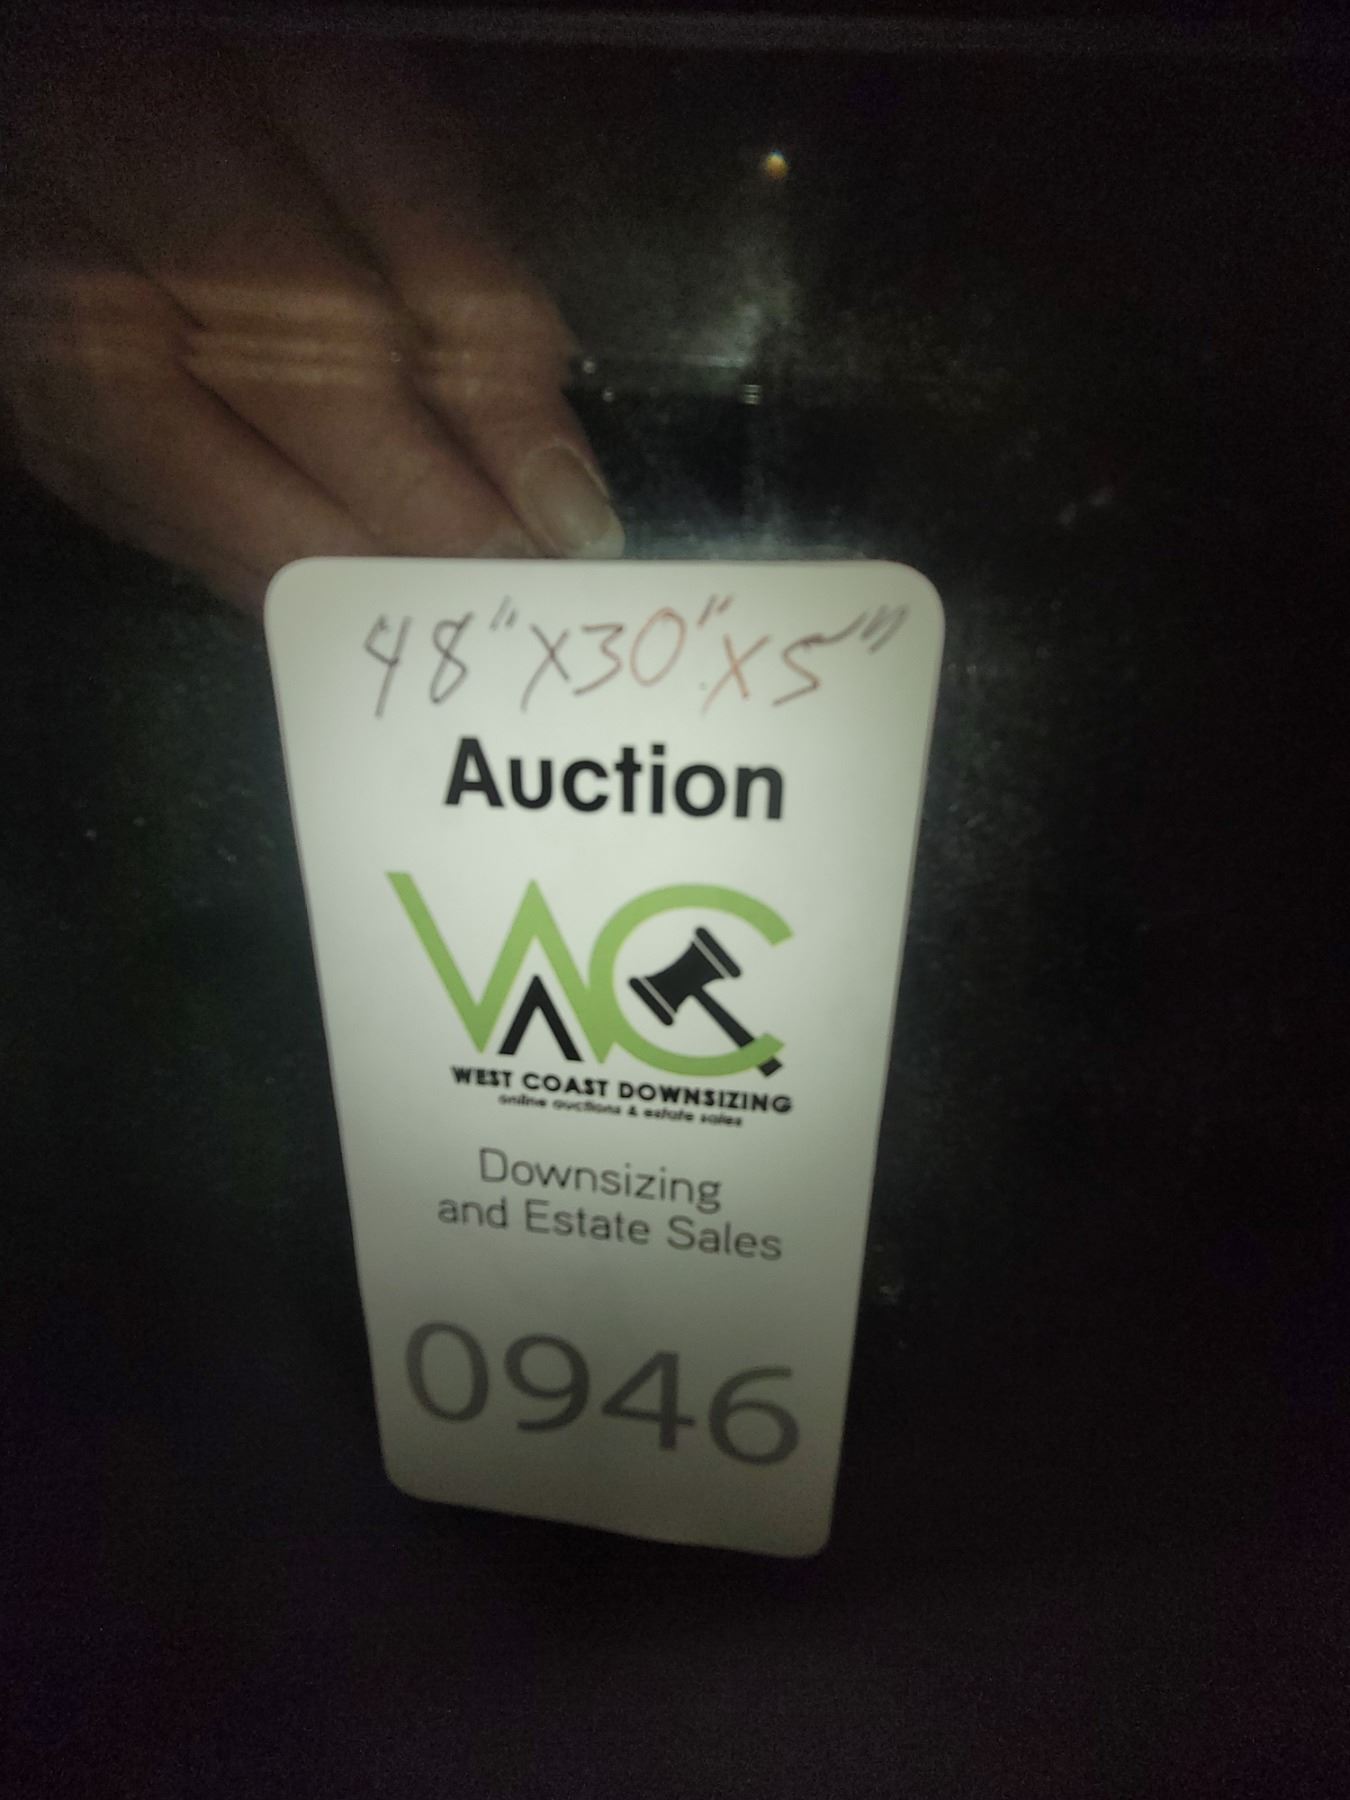 48"x30"x5"
Auction
WC
WEST COAST DOWNSIZING
online auctions & estate sales
Downsizing
and Estate Sales
0946